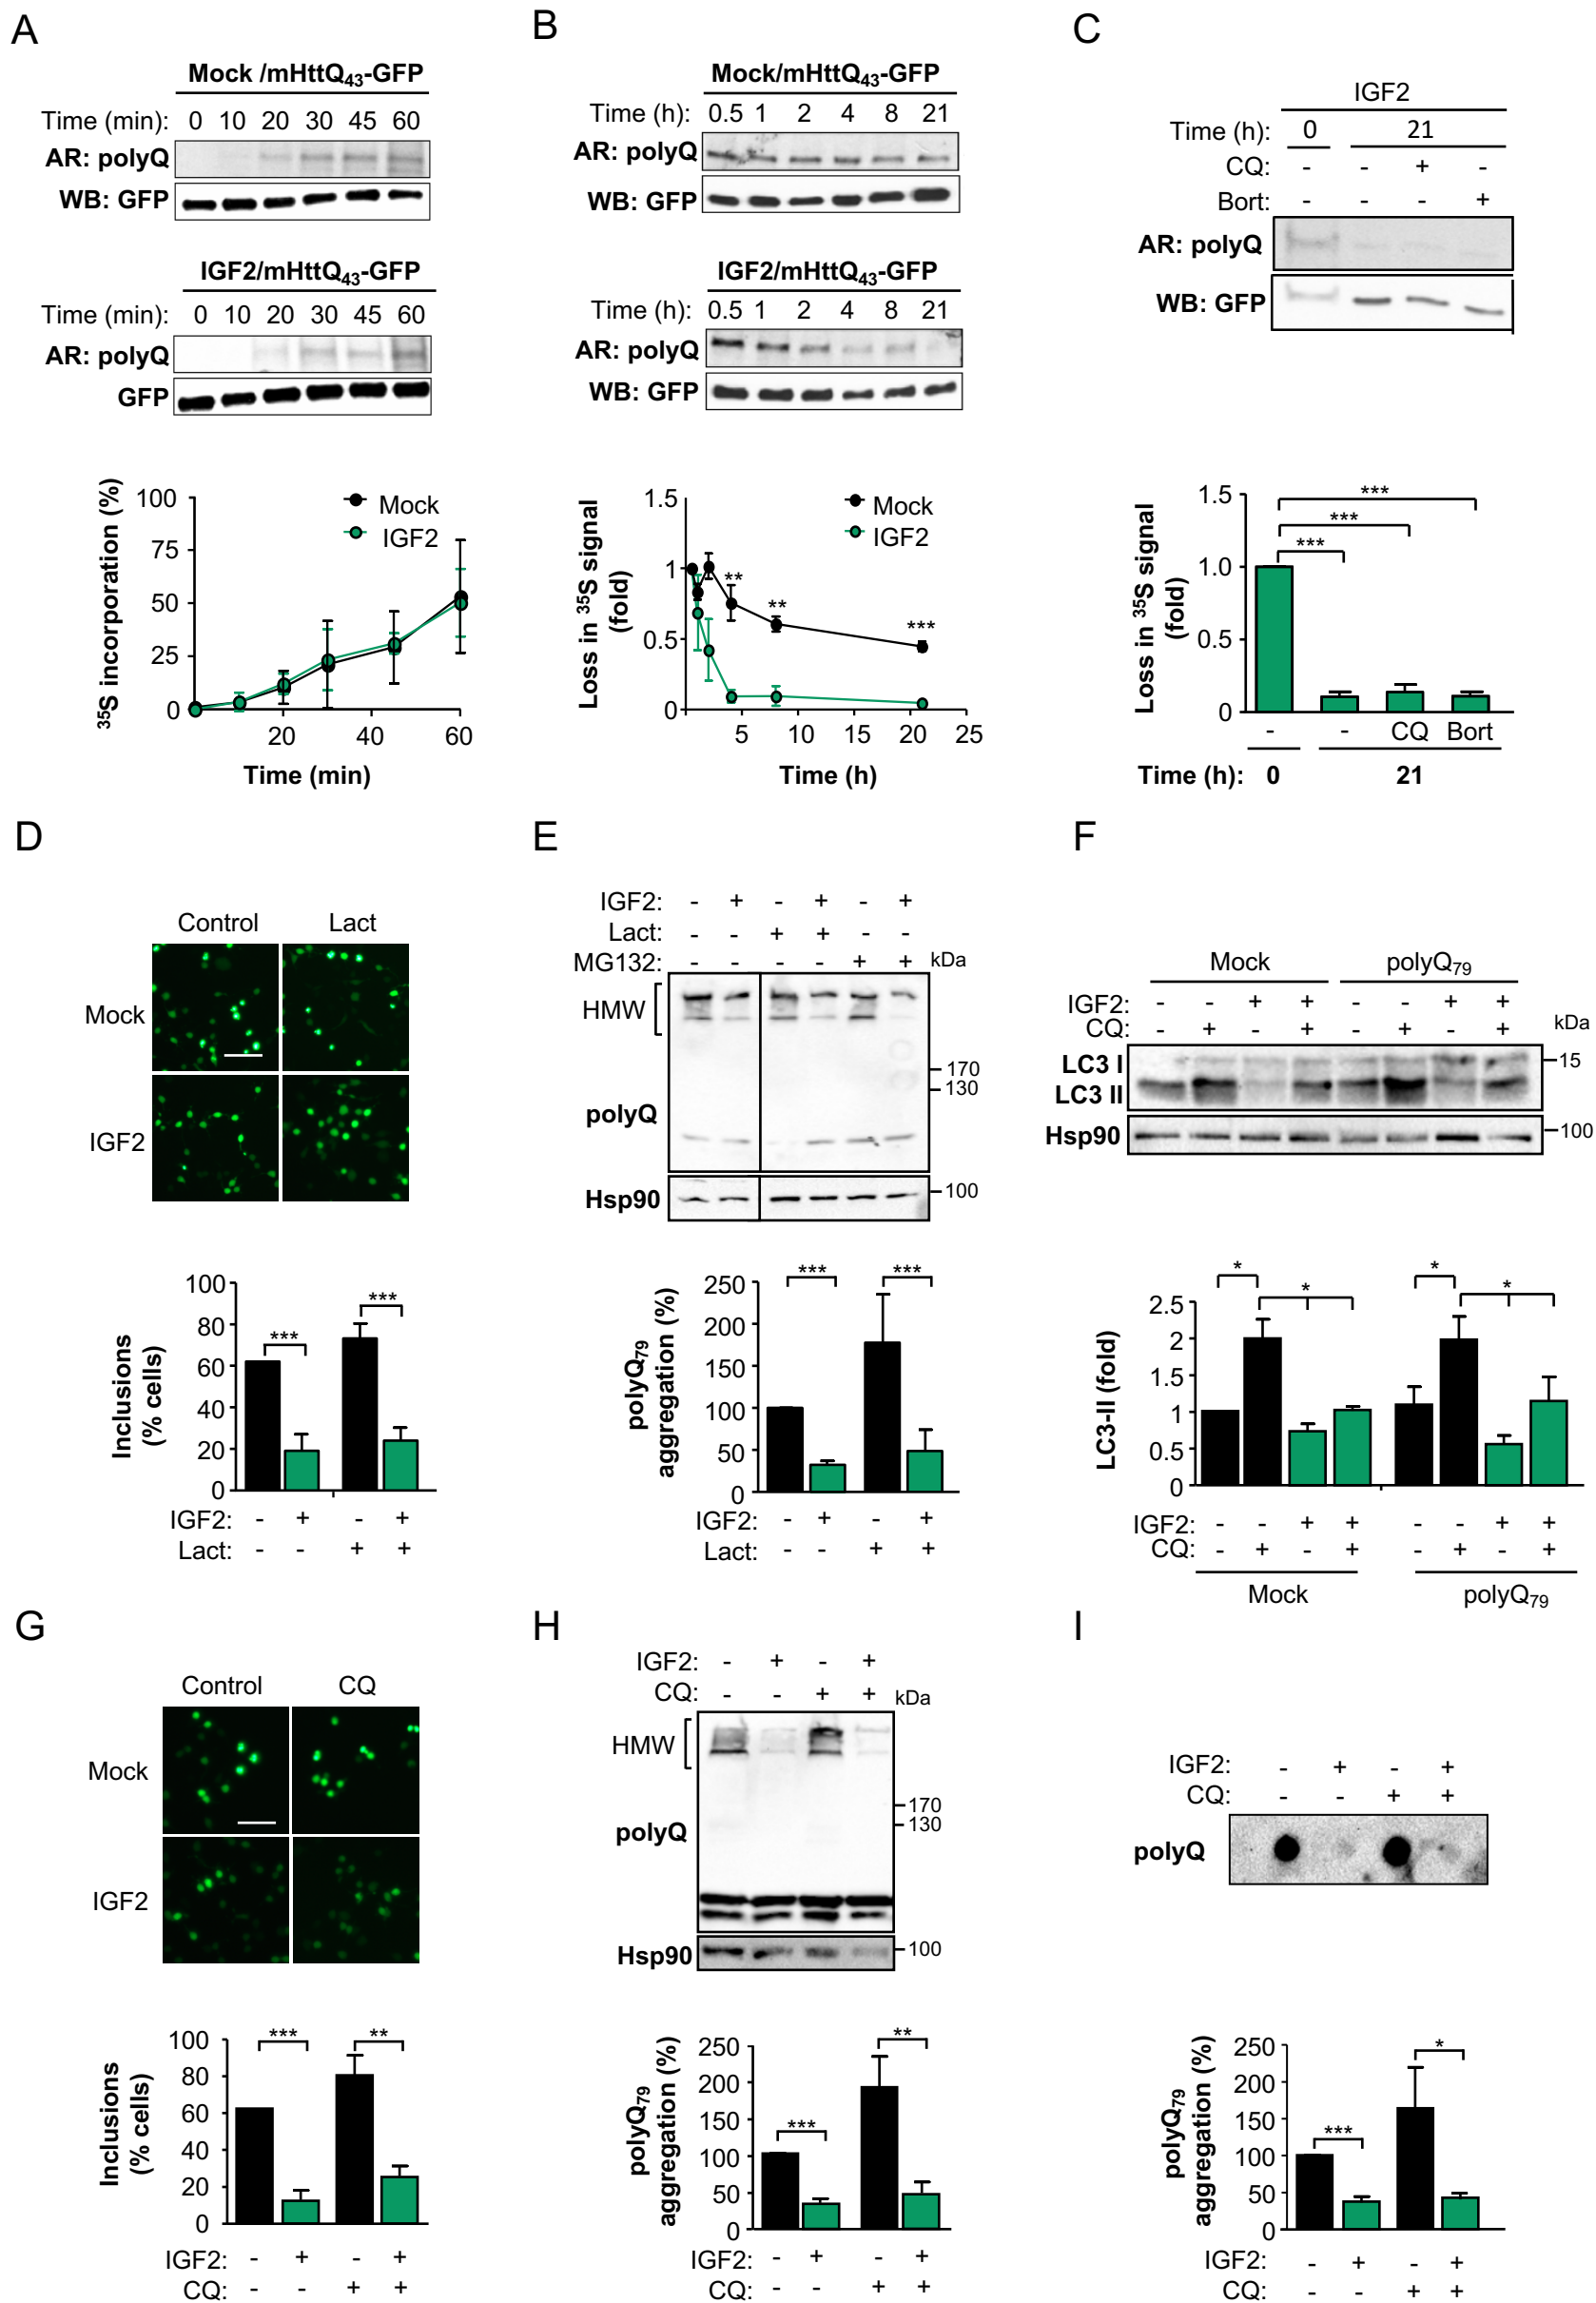 A
Mock /mHttQ43-GFP
Time (min): 0 10 20 30 45 60
AR: polyQ
WB: GFP
IGF2/mHttQ43-GFP
Time (min): 0 10 20 30 45 60
AR: polyQ
GFP
35S incorporation (%)
100
75
50
25
0
Mock
IGF2
20 40 60
Time (min)
B
Mock/mHttQ43-GFP
Time (h): 0.5 1 2 4 8 21
AR: polyQ
WB: GFP
IGF2/mHttQ43-GFP
Time (h): 0.5 1 2 4 8 21
AR: polyQ
WB: GFP
Loss in 35S signal
(fold)
1.5
1
0.5
0
Mock
IGF2
** ** ***
5 10 15 20 25
Time (h)
C
IGF2
Time (h): 0 21
CQ: - - + -
Bort: - - - +
AR: polyQ
WB: GFP
Loss in 35S signal
(fold)
1.5
1.0
0.5
0
***
***
***
- - CQ Bort
Time (h): 0 21
D
Control Lact
Mock
IGF2
Inclusions
(% cells)
100
80
60
40
20
0
*** ***
IGF2: - + - +
Lact: - - + +
E
IGF2: - + - + - +
Lact: - - + + - -
MG132: - - - - + + kDa
HMW
170
130
polyQ
Hsp90 100
polyQ79
aggregation (%)
250
200
150
100
50
0
*** ***
IGF2: - + - +
Lact: - - + +
F
Mock polyQ79
IGF2: - - + + - - + +
CQ: - + - + - + - + kDa
LC3 I 15
LC3 II
Hsp90 100
LC3-II (fold)
2.5
2
1.5
1
0.5
0
* * * *
IGF2: - - + + - - + +
CQ: - + - + - + - +
Mock polyQ79
G
Control CQ
Mock
IGF2
Inclusions
(% cells)
100
80
60
40
20
0
*** **
IGF2: - + - +
CQ: - - + +
H
IGF2: - + - +
CQ: - - + + kDa
HMW
170
130
polyQ
Hsp90 100
polyQ79
aggregation (%)
250
200
150
100
50
0
*** **
IGF2: - + - +
CQ: - - + +
I
IGF2: - + - +
CQ: - - + +
polyQ
polyQ79
aggregation (%)
250
200
150
100
50
0
*** *
IGF2: - + - +
CQ: - - + +